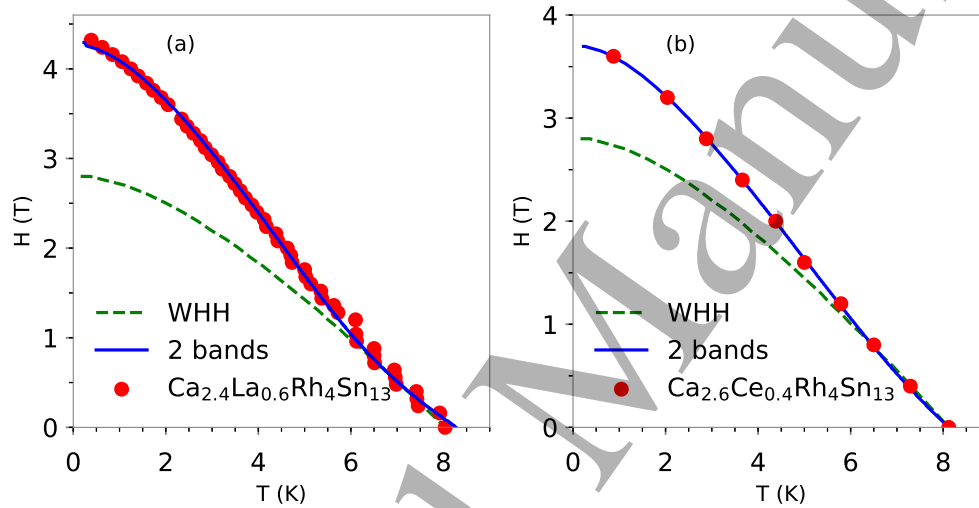 (a)
H (T)
4
3
2
1
0
WHH
2 bands
Ca2.4La0.6Rh4Sn13
0 2 4 6 8
T (K)
(b)
H (T)
4
3
2
1
0
WHH
2 bands
Ca2.6Ce0.4Rh4Sn13
0 2 4 6 8
T (K)
Manu